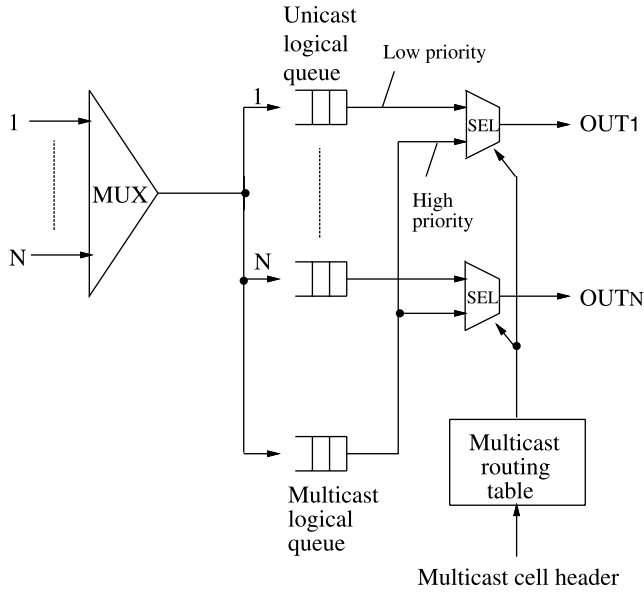 Unicast
logical
queue
Low priority
1
1
SEL
OUT1
MUX
High
priority
N
N
SEL
OUTN
Multicast
routing
table
Multicast
logical
queue
Multicast cell header